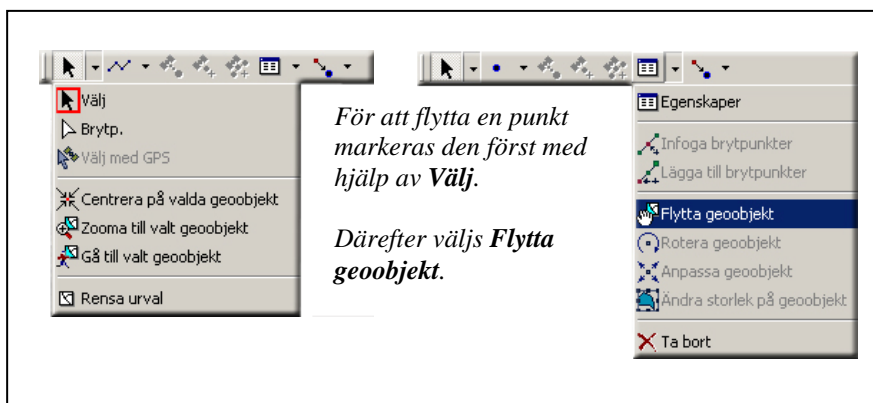 Välj
Brytp.
Välj med GPS
Centrera på valda geoobjekt
Zooma till valt geoobjekt
Gå till valt geoobjekt
Rensa urval
För att flytta en punkt
markeras den först med
hjälp av Välj.
Därefter väljs Flytta
geoobjekt.
Egenskaper
Infoga brytpunkter
Lägga till brytpunkter
Flytta geoobjekt
Rotera geoobjekt
Anpassa geoobjekt
Ändra storlek på geoobjekt
Ta bort